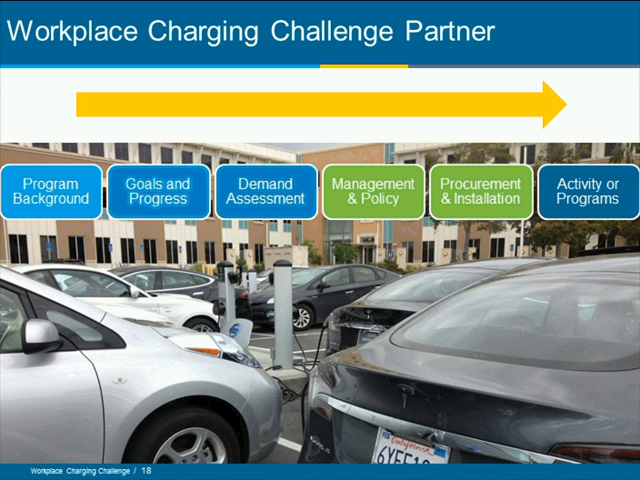 Workplace Charging Challenge Partner
Program
Background
Goals and
Progress
Demand
Assessment
Management
& Policy
Procurement
& Installation
Activity or
Programs
California
Workplace Charging Challenge / 18